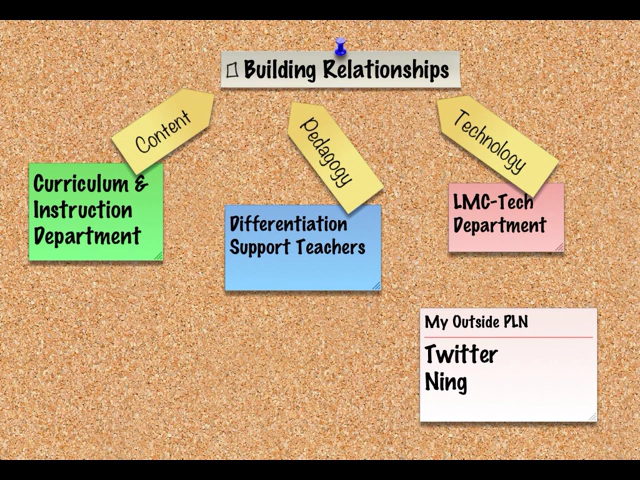 Building Relationships
Content
Pedagogy
Technology
Curriculum &
Instruction
Department
Differentiation
Support Teachers
LMC-Tech
Department
My Outside PLN
Twitter
Ning